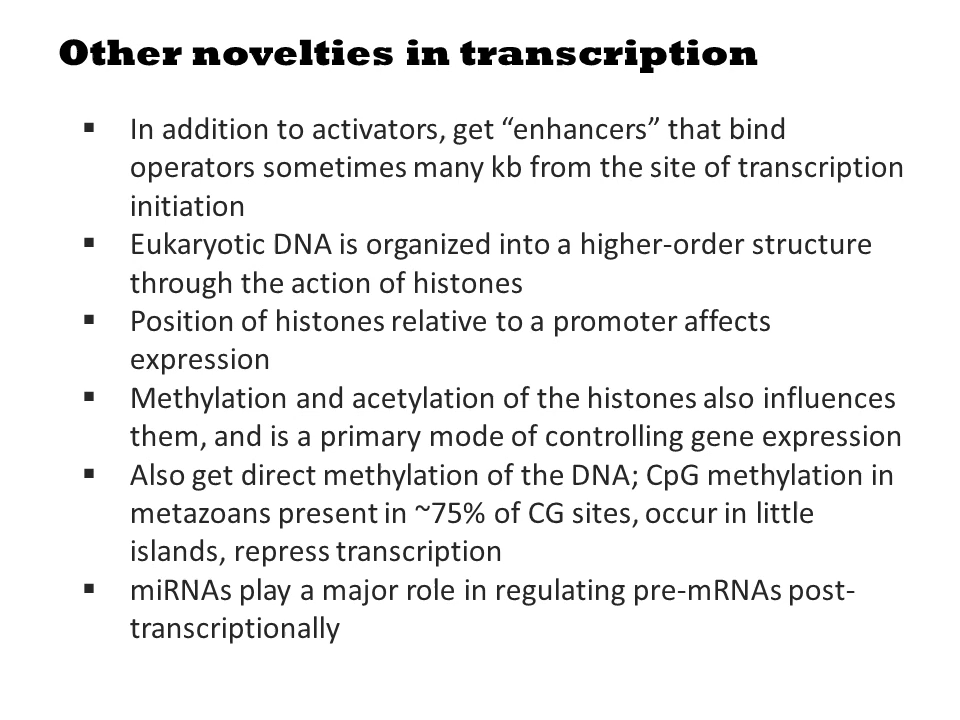 Other novelties in transcription
▪ In addition to activators, get “enhancers” that bind
operators sometimes many kb from the site of transcription
initiation
▪ Eukaryotic DNA is organized into a higher-order structure
through the action of histones
▪ Position of histones relative to a promoter affects
expression
▪ Methylation and acetylation of the histones also influences
them, and is a primary mode of controlling gene expression
▪ Also get direct methylation of the DNA; CpG methylation in
metazoans present in ~75% of CG sites, occur in little
islands, repress transcription
▪ miRNAs play a major role in regulating pre-mRNAs post-
transcriptionally